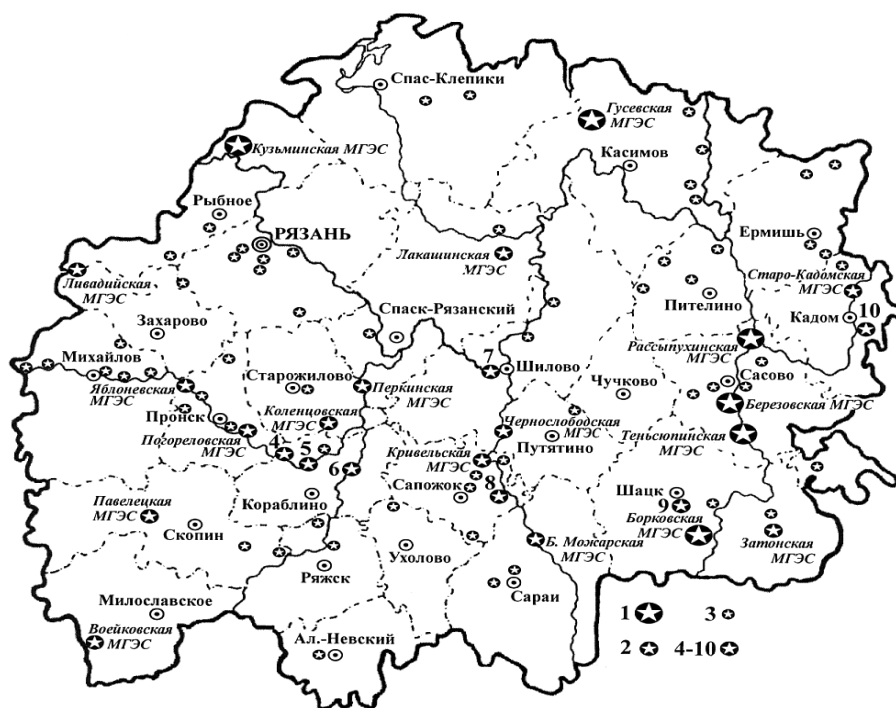 Спас-Клепики
Гусевская
МГЭС
Кузьминская МГЭС
Касимов
Рыбное
РЯЗАНЬ
Ермишь
Лакашинская
МГЭС
Ливадийская
МГЭС
Старо-Кадомская
МГЭС
Пителино
Спаск-Рязанский
Захарово
Кадом
10
Рассыпухинская
МГЭС
Михайлов
7
Шилово
Яблоневская
МГЭС
Старожилово
Перкинская
МГЭС
Чучково
Сасово
Березовская МГЭС
Пронск
Коленцовская
МГЭС
Погореловская
МГЭС
Чернослободская
МГЭС
Путятино
Теньсюпинская
МГЭС
4
5
6
Кривельская
МГЭС
Сапожок
8
Кораблино
Шацк
9
Павелецкая
МГЭС
Скопин
Борковская
МГЭС
Затонская
МГЭС
Б. Можарская
МГЭС
Ухолово
Ряжск
Сараи
Милославское
Воейковская
МГЭС
Ал.-Невский
1
3
2
4-10